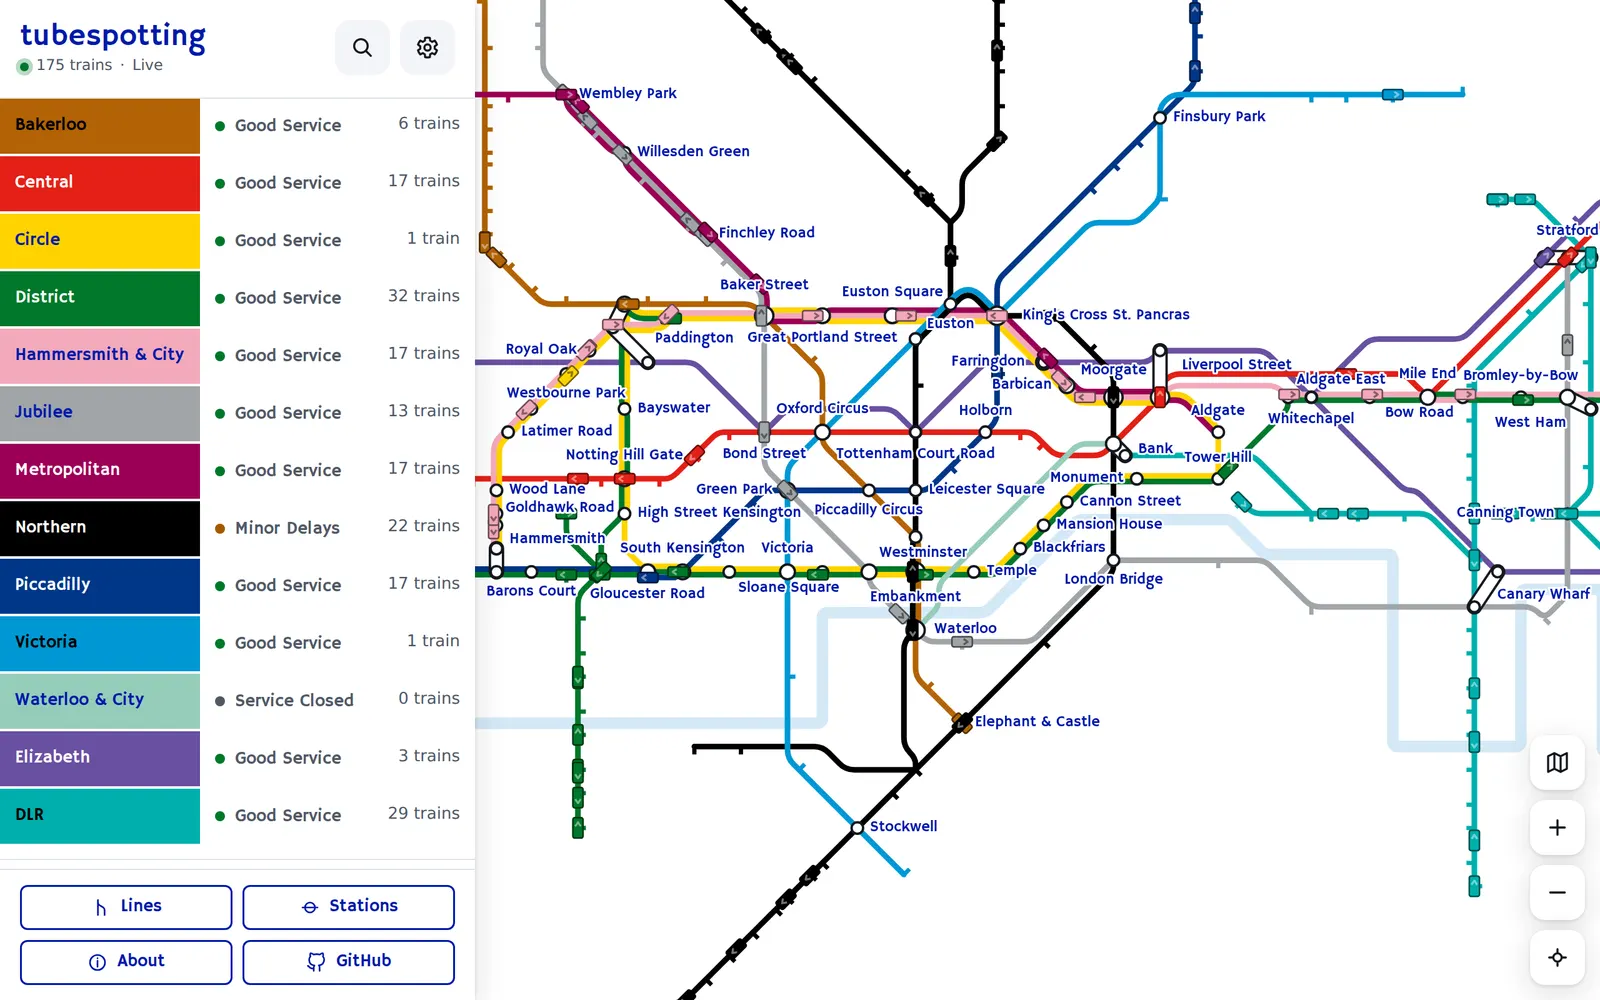 tubespotting
175 trains · Live
Bakerloo Good Service 6 trains
Central Good Service 17 trains
Circle Good Service 1 train
District Good Service 32 trains
Hammersmith & City Good Service 17 trains
Jubilee Good Service 13 trains
Metropolitan Good Service 17 trains
Northern Minor Delays 22 trains
Piccadilly Good Service 17 trains
Victoria Good Service 1 train
Waterloo & City Service Closed 0 trains
Elizabeth Good Service 3 trains
DLR Good Service 29 trains
Lines Stations
About GitHub
Wembley Park
Finsbury Park
Willesden Green
Finchley Road
Stratford
Baker Street
Euston Square
King's Cross St. Pancras
Euston
Paddington
Great Portland Street
Royal Oak
Farringdon
Moorgate
Liverpool Street
Barbican
Aldgate East
Mile End
Bromley-by-Bow
Westbourne Park
Bayswater
Oxford Circus
Holborn
Aldgate
Whitechapel
Bow Road
West Ham
Latimer Road
Notting Hill Gate
Bond Street
Tottenham Court Road
Bank
Tower Hill
Monument
Wood Lane
Green Park
Leicester Square
Cannon Street
Goldhawk Road
High Street Kensington
Piccadilly Circus
Canning Town
Mansion House
Hammersmith
South Kensington
Victoria
Westminster
Blackfriars
Temple
London Bridge
Barons Court
Gloucester Road
Sloane Square
Embankment
Canary Wharf
Waterloo
Elephant & Castle
Stockwell